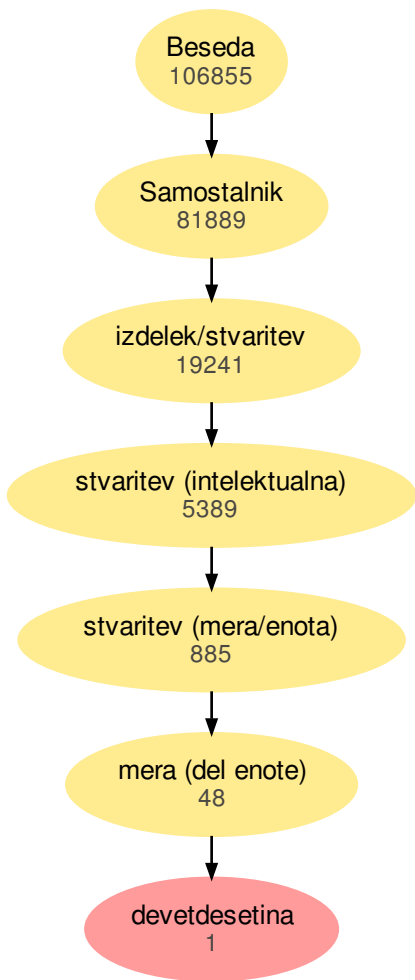 Beseda
106855
Samostalnik
81889
izdelek/stvaritev
19241
stvaritev (intelektualna)
5389
stvaritev (mera/enota)
885
mera (del enote)
48
devetdesetina
1